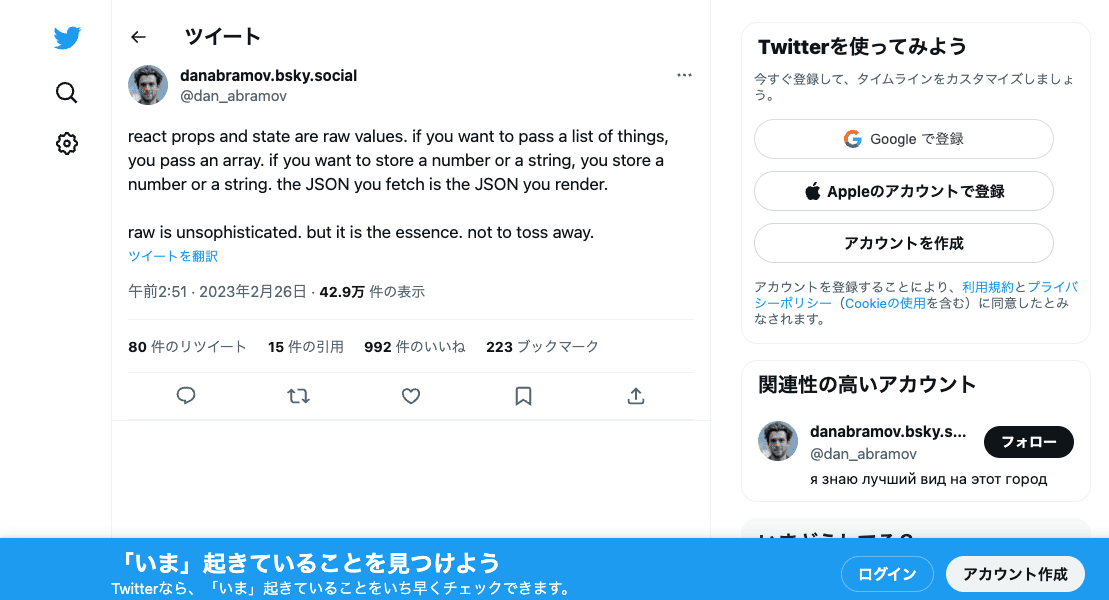 ツイート
danabramov.bsky.social
@dan_abramov
react props and state are raw values. if you want to pass a list of things,
you pass an array. if you want to store a number or a string, you store a
number or a string. the JSON you fetch is the JSON you render.
raw is unsophisticated. but it is the essence. not to toss away.
ツイートを翻訳
午前2:51 · 2023年2月26日 · 42.9万 件の表示
80 件のリツイート 15 件の引用 992 件のいいね 223 ブックマーク
Twitterを使ってみよう
今すぐ登録して、タイムラインをカスタマイズしましょ
う。
Google で登録
Appleのアカウントで登録
アカウントを作成
アカウントを登録することにより、利用規約とプライバ
シーポリシー（Cookieの使用を含む）に同意したとみ
なされます。
関連性の高いアカウント
danabramov.bsky.s...
フォロー
@dan_abramov
я знаю лучший вид на этот город
いまどうしてる？
「いま」起きていることを見つけよう
Twitterなら、「いま」起きていることをいち早くチェックできます。
ログイン
アカウント作成